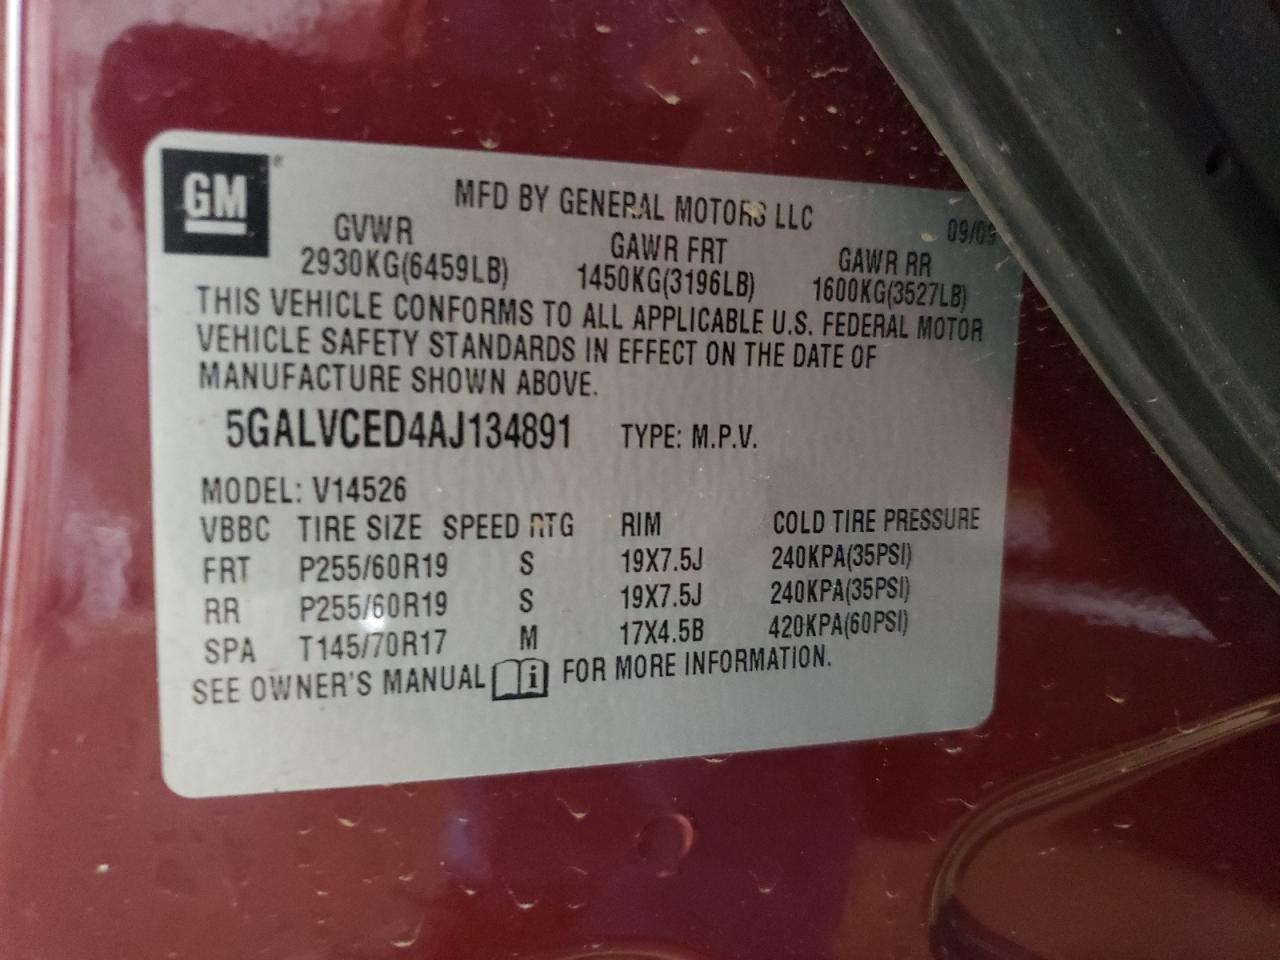 GM ®
MFD BY GENERAL MOTORS LLC
09/09
GVWR GAWR FRT GAWR RR
2930KG(6459LB) 1450KG(3196LB) 1600KG(3527LB)
THIS VEHICLE CONFORMS TO ALL APPLICABLE U.S. FEDERAL MOTOR
VEHICLE SAFETY STANDARDS IN EFFECT ON THE DATE OF
MANUFACTURE SHOWN ABOVE.
5GALVCED4AJ134891 TYPE: M.P.V.
MODEL: V14526
VBBC TIRE SIZE SPEED RTG RIM COLD TIRE PRESSURE
FRT P255/60R19 S 19X7.5J 240KPA(35PSI)
RR P255/60R19 S 19X7.5J 240KPA(35PSI)
SPA T145/70R17 M 17X4.5B 420KPA(60PSI)
SEE OWNER'S MANUAL i FOR MORE INFORMATION.